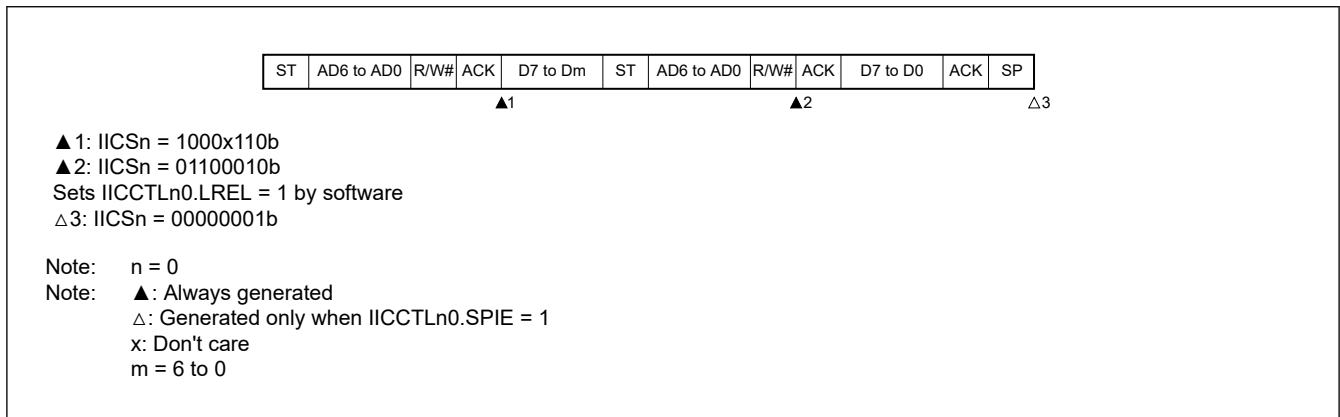 ST AD6 to AD0 R/W# ACK D7 to Dm ST AD6 to AD0 R/W# ACK D7 to D0 ACK SP
▲1 ▲2 △3
▲1: IICSn = 1000x110b
▲2: IICSn = 01100010b
Sets IICCTLn0.LREL = 1 by software
△3: IICSn = 00000001b
Note: n = 0
Note: ▲: Always generated
△: Generated only when IICCTLn0.SPIE = 1
x: Don't care
m = 6 to 0